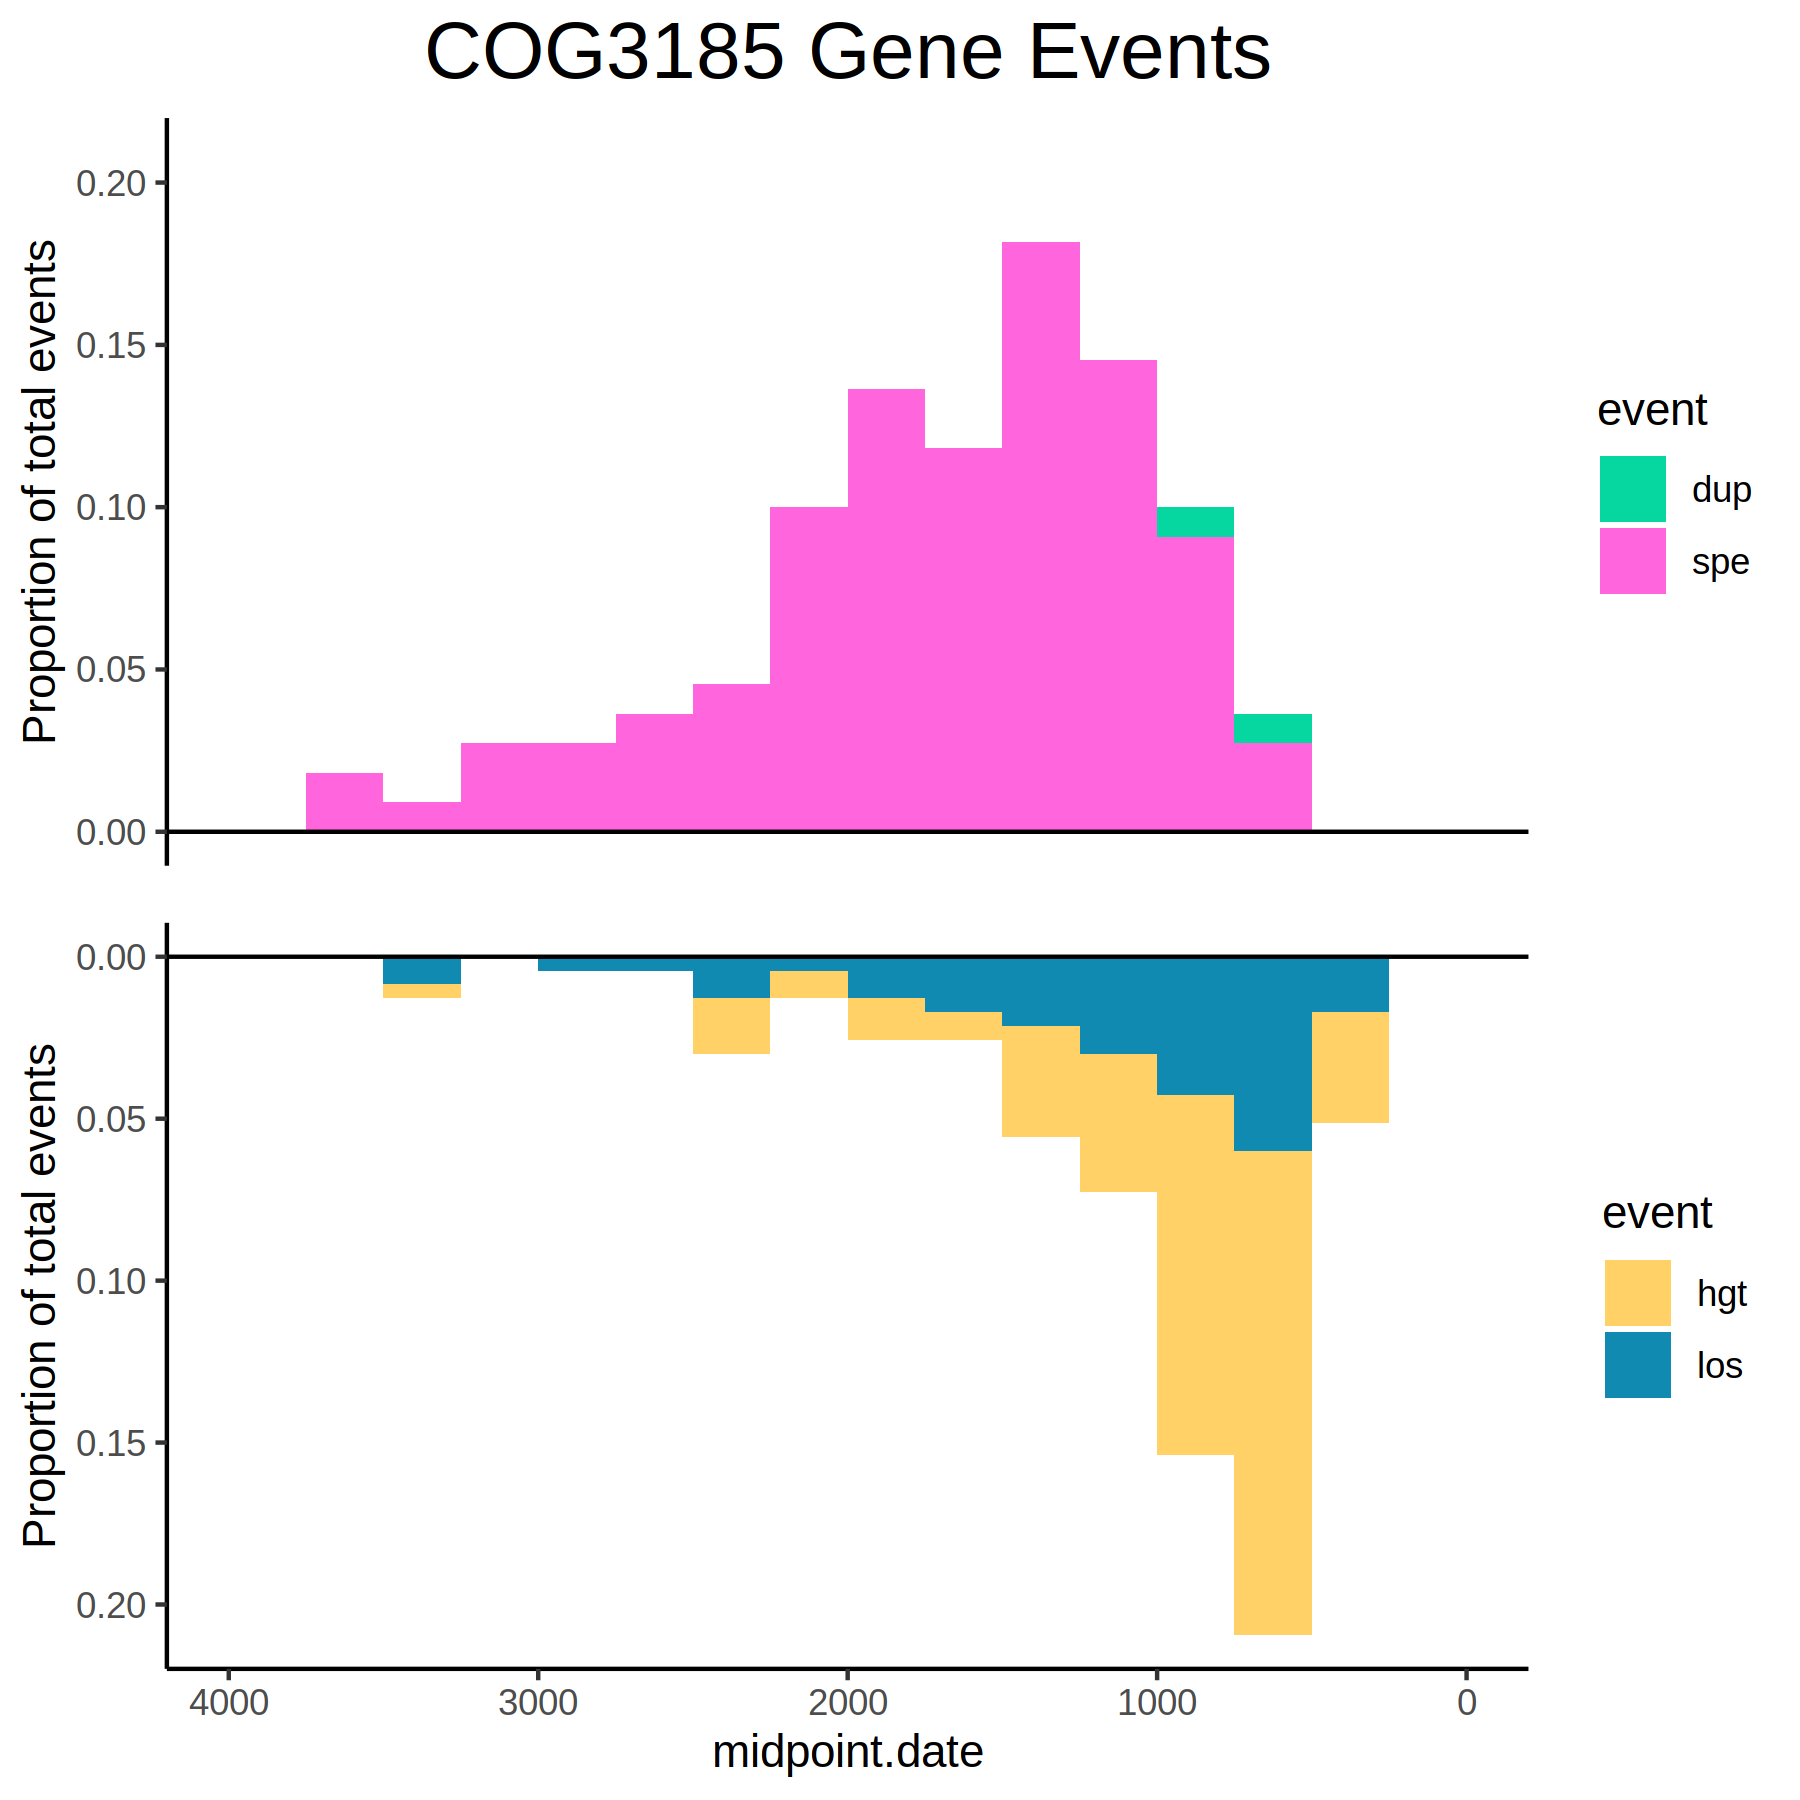 COG3185 Gene Events
Proportion of total events
0.20
0.15
0.10
0.05
0.00
event
dup
spe
Proportion of total events
0.00
0.05
0.10
0.15
0.20
event
hgt
los
4000 3000 2000 1000 0
midpoint.date